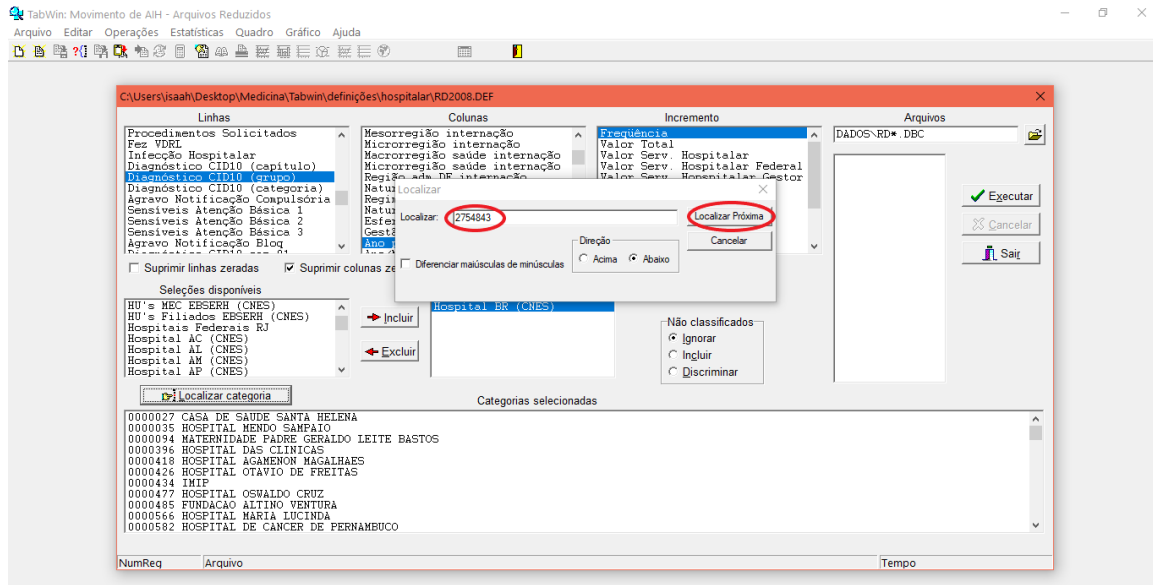 TabWin: Movimento de AIH - Arquivos Reduzidos
Arquivo Editar Operações Estatísticas Quadro Gráfico Ajuda
C:\Users\isaah\Desktop\Medicina\Tabwin\definições\hospitalar\RD2008.DEF
Linhas
Procedimentos Solicitados
Fez VDRL
Infecção Hospitalar
Diagnóstico CID10 (capítulo)
Diagnóstico CID10 (grupo)
Diagnóstico CID10 (categoria)
Agravo Notificação Compulsória
Sensíveis Atenção Básica 1
Sensíveis Atenção Básica 2
Sensíveis Atenção Básica 3
Agravo Notificação Bloq
Colunas
Mesorregião internação
Microrregião internação
Macrorregião saúde internação
Microrregião saúde internação
Região adm DF internação
Natu
Regi
Natu
Esfe
Gestã
Ano p
Incremento
Freqüência
Valor Total
Valor Serv. Hospitalar
Valor Serv. Hospitalar Federal
Valor Serv. Hopspitalar Gestor
Arquivos
DADOS\RD*.DBC
Executar
Cancelar
Sair
Localizar
Localizar: 2754843
Localizar Próxima
Cancelar
Direção
Acima Abaixo
Diferenciar maiúsculas de minúsculas
Suprimir linhas zeradas
Suprimir colunas ze
Seleções disponíveis
HU's MEC EBSERH (CNES)
HU's Filiados EBSERH (CNES)
Hospitais Federais RJ
Hospital AC (CNES)
Hospital AL (CNES)
Hospital AM (CNES)
Hospital AP (CNES)
Incluir
Excluir
Hospital BR (CNES)
Não classificados
Ignorar
Incluir
Discriminar
Localizar categoria
Categorias selecionadas
0000027 CASA DE SAUDE SANTA HELENA
0000035 HOSPITAL MENDO SAMPAIO
0000094 MATERNIDADE PADRE GERALDO LEITE BASTOS
0000396 HOSPITAL DAS CLINICAS
0000418 HOSPITAL AGAMENON MAGALHAES
0000426 HOSPITAL OTAVIO DE FREITAS
0000434 IMIP
0000477 HOSPITAL OSWALDO CRUZ
0000485 FUNDACAO ALTINO VENTURA
0000566 HOSPITAL MARIA LUCINDA
0000582 HOSPITAL DE CANCER DE PERNAMBUCO
NumReg Arquivo Tempo